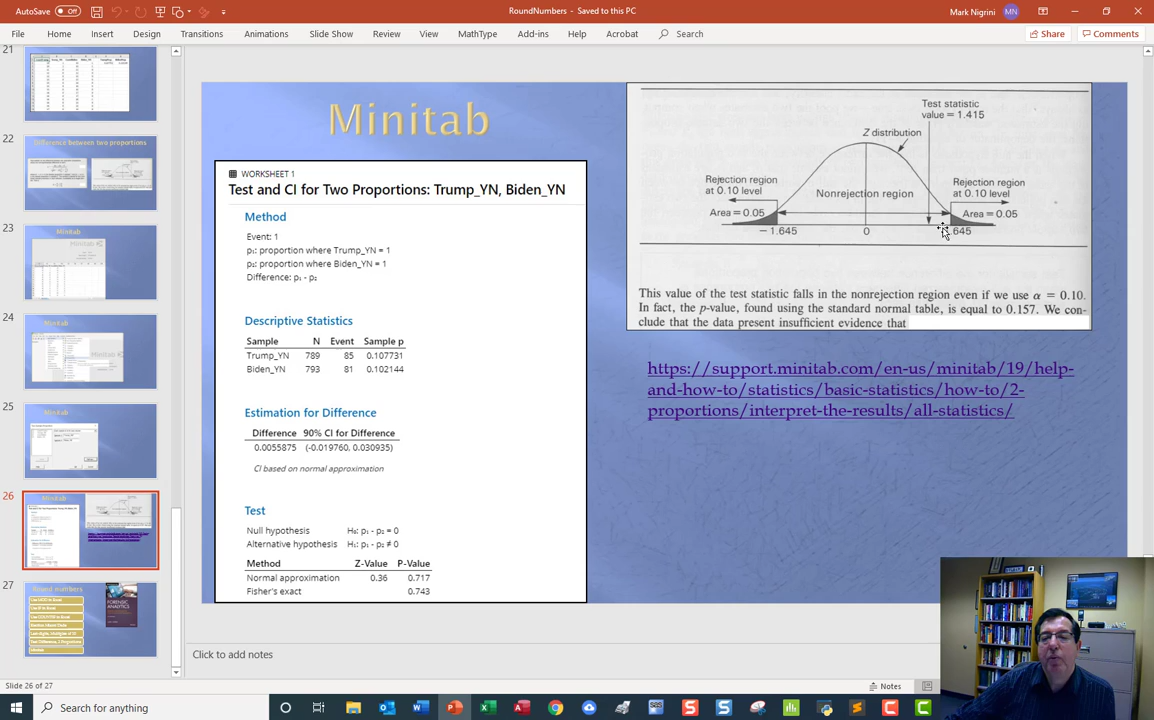 AutoSave Off
RoundNumbers - Saved to this PC
Mark Nigrini MN
File Home Insert Design Transitions Animations Slide Show Review View MathType Add-ins Help Acrobat Search
Share Comments
21
22
Difference between two proportions
23
Minitab
24
Minitab
25
Minitab
26
Minitab
27
Round numbers
Minitab
WORKSHEET 1
Test and CI for Two Proportions: Trump_YN, Biden_YN
Method
Event: 1
p₁: proportion where Trump_YN = 1
p₂: proportion where Biden_YN = 1
Difference: p₁ - p₂
Descriptive Statistics
Sample N Event Sample p
Trump_YN 789 85 0.107731
Biden_YN 793 81 0.102144
Estimation for Difference
Difference 90% CI for Difference
0.0055875 (-0.019760, 0.030935)
CI based on normal approximation
Test
Null hypothesis H₀: p₁ - p₂ = 0
Alternative hypothesis H₁: p₁ - p₂ ≠ 0
Method Z-Value P-Value
Normal approximation 0.36 0.717
Fisher's exact 0.743
Test statistic
value = 1.415
Z distribution
Rejection region
at 0.10 level
Nonrejection region
Rejection region
at 0.10 level
Area = 0.05
Area = 0.05
− 1.645
0
645
This value of the test statistic falls in the nonrejection region even if we use α = 0.10.
In fact, the p-value, found using the standard normal table, is equal to 0.157. We con-
clude that the data present insufficient evidence that
https://support.minitab.com/en-us/minitab/19/help-
and-how-to/statistics/basic-statistics/how-to/2-
proportions/interpret-the-results/all-statistics/
Click to add notes
Slide 26 of 27
Notes
Search for anything